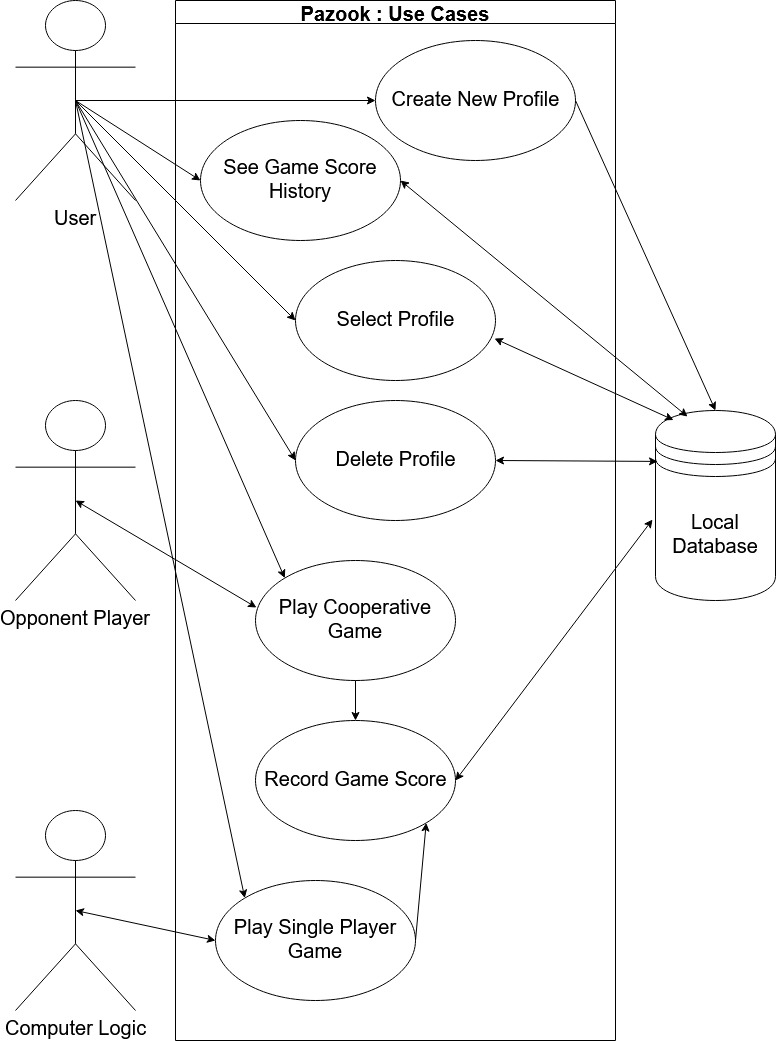 Pazook : Use Cases
Create New Profile
See Game Score
History
User
Select Profile
Delete Profile
Local
Database
Opponent Player
Play Cooperative
Game
Record Game Score
Play Single Player
Game
Computer Logic